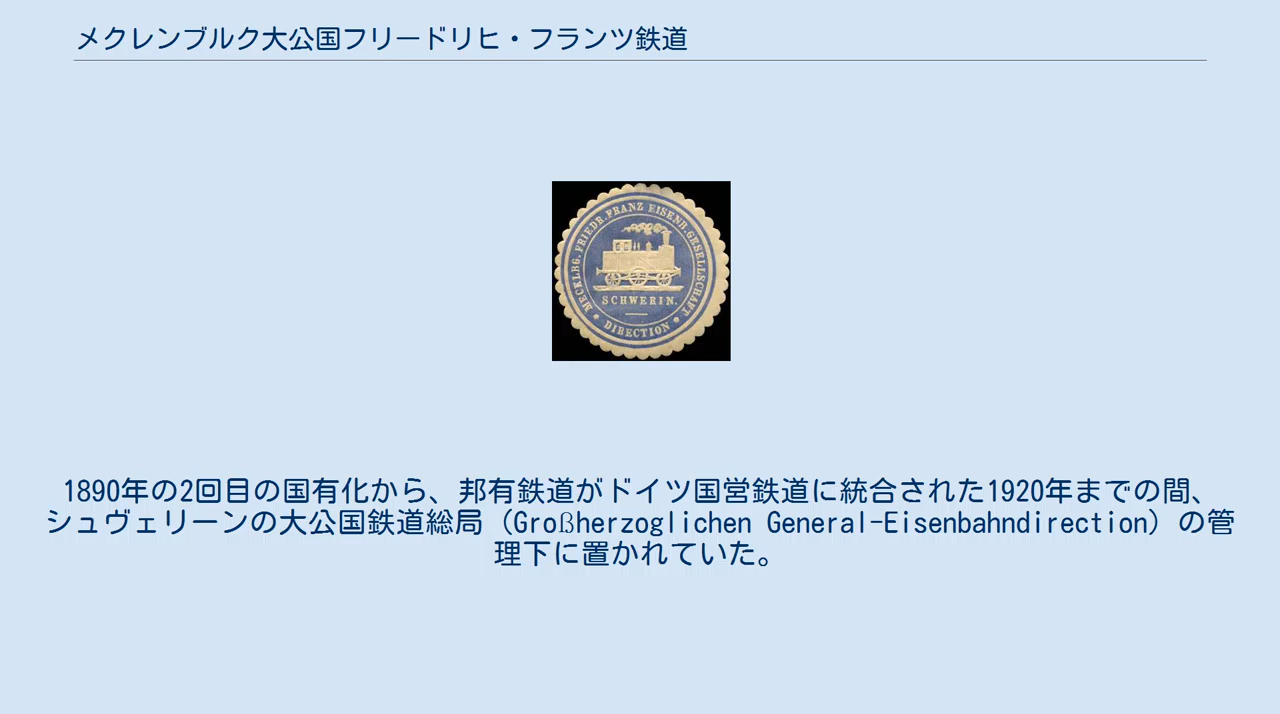 メクレンブルク大公国フリードリヒ・フランツ鉄道
MECKLBG. FRIEDR. FRANZ EISENB. GESELLSCHAFT.
SCHWERIN.
* DIRECTION *
1890年の2回目の国有化から、邦有鉄道がドイツ国営鉄道に統合された1920年までの間、
シュヴェリーンの大公国鉄道総局（Großherzoglichen General-Eisenbahndirection）の管
理下に置かれていた。